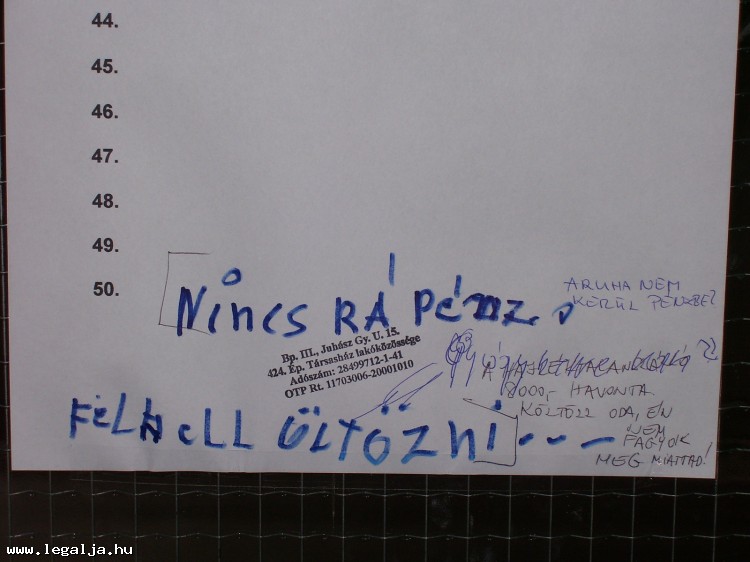 44.
45.
46.
47.
48.
49.
50.
Nincs RÁ PÉNZ.
Bp. III., Juhász Gy. U. 15.
424. Ép. Társasház lakóközössége
Adószám: 28499712-1-41
OTP Rt. 11703006-20001010
FÉLKELL ÖLTÖZNI---
A RUHA NEM
KERÜL PÉNZBE?
A HAJLÉKTALANSZÁLLÓ
8000,- HAVONTA.
KÖLTÖZZ ODA, ÉN
NEM
FAGYOK
MEG MIATTAD!
www.legalja.hu